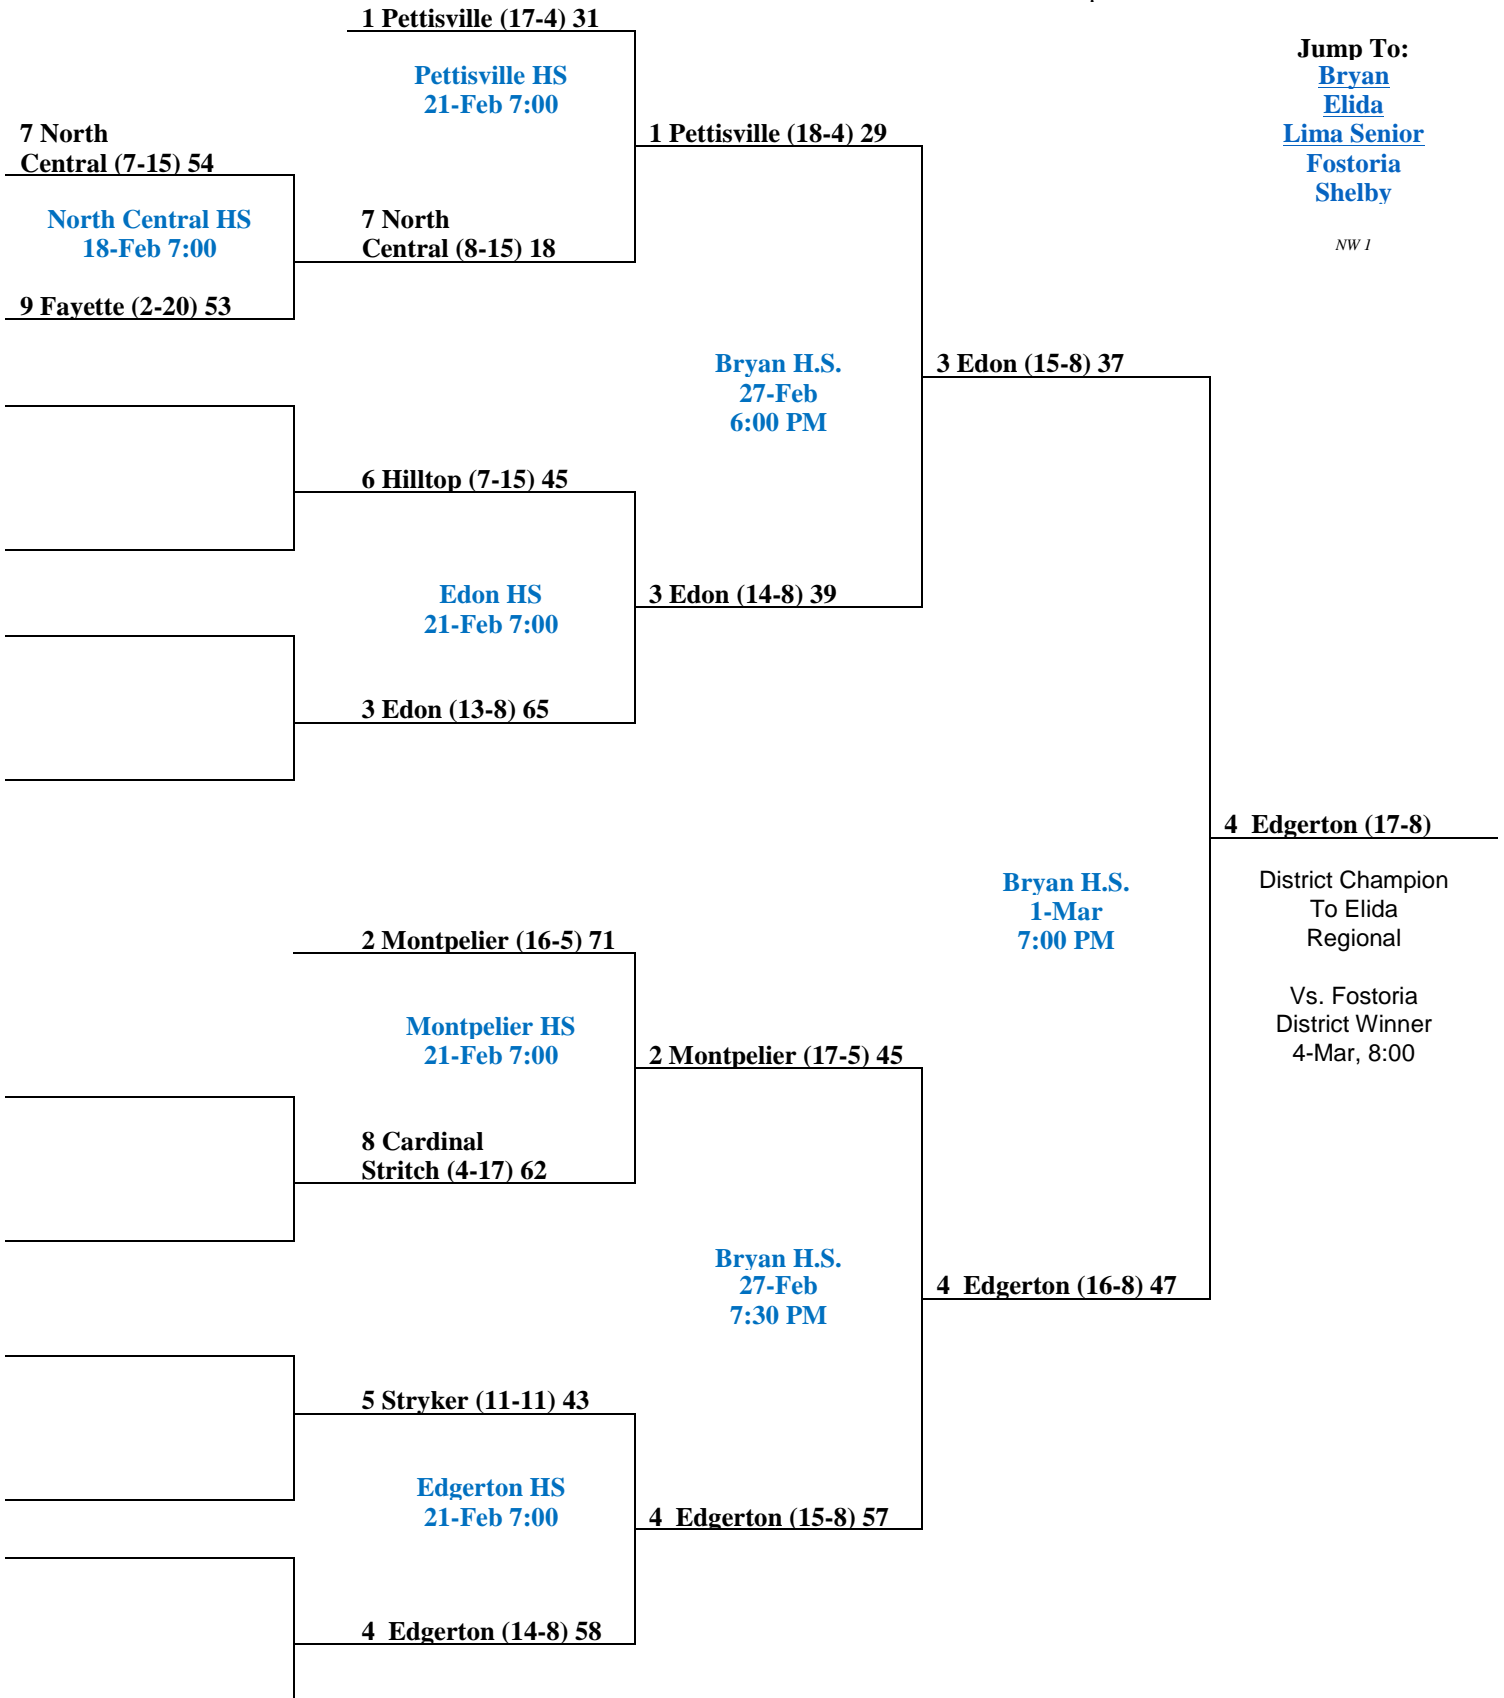 1 Pettisville (17-4) 31
Jump To:
Bryan
Elida
Lima Senior
Fostoria
Shelby
NW 1
Pettisville HS
21-Feb 7:00
7 North
Central (7-15) 54
1 Pettisville (18-4) 29
North Central HS
18-Feb 7:00
7 North
Central (8-15) 18
9 Fayette (2-20) 53
Bryan H.S.
27-Feb
6:00 PM
3 Edon (15-8) 37
6 Hilltop (7-15) 45
Edon HS
21-Feb 7:00
3 Edon (14-8) 39
3 Edon (13-8) 65
4 Edgerton (17-8)
District Champion
To Elida
Regional
Vs. Fostoria
District Winner
4-Mar, 8:00
Bryan H.S.
1-Mar
7:00 PM
2 Montpelier (16-5) 71
Montpelier HS
21-Feb 7:00
2 Montpelier (17-5) 45
8 Cardinal
Stritch (4-17) 62
Bryan H.S.
27-Feb
7:30 PM
4 Edgerton (16-8) 47
5 Stryker (11-11) 43
Edgerton HS
21-Feb 7:00
4 Edgerton (15-8) 57
4 Edgerton (14-8) 58